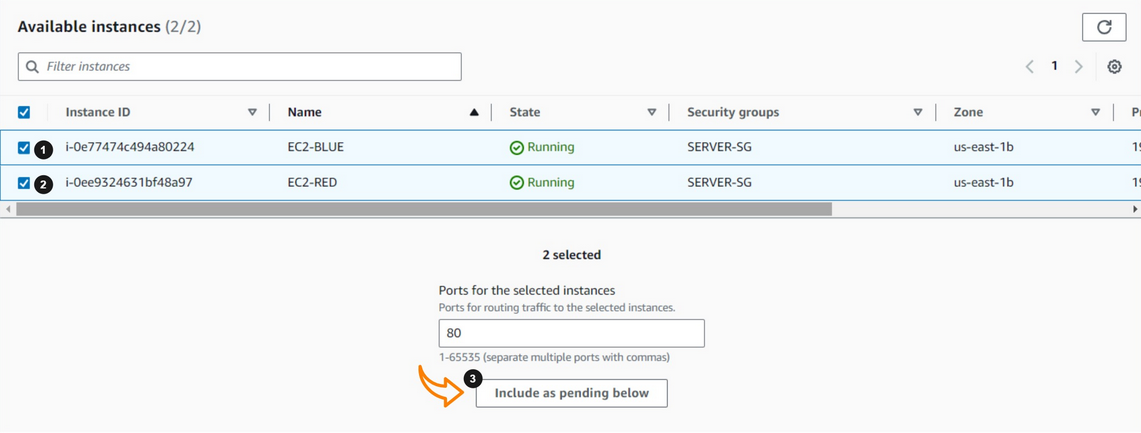 Available instances (2/2)
Filter instances
1
Instance ID Name State Security groups Zone
1 i-0e77474c494a80224 EC2-BLUE Running SERVER-SG us-east-1b 19
2 i-0ee9324631bf48a97 EC2-RED Running SERVER-SG us-east-1b 19
2 selected
Ports for the selected instances
Ports for routing traffic to the selected instances.
80
1-65535 (separate multiple ports with commas)
3
Include as pending below